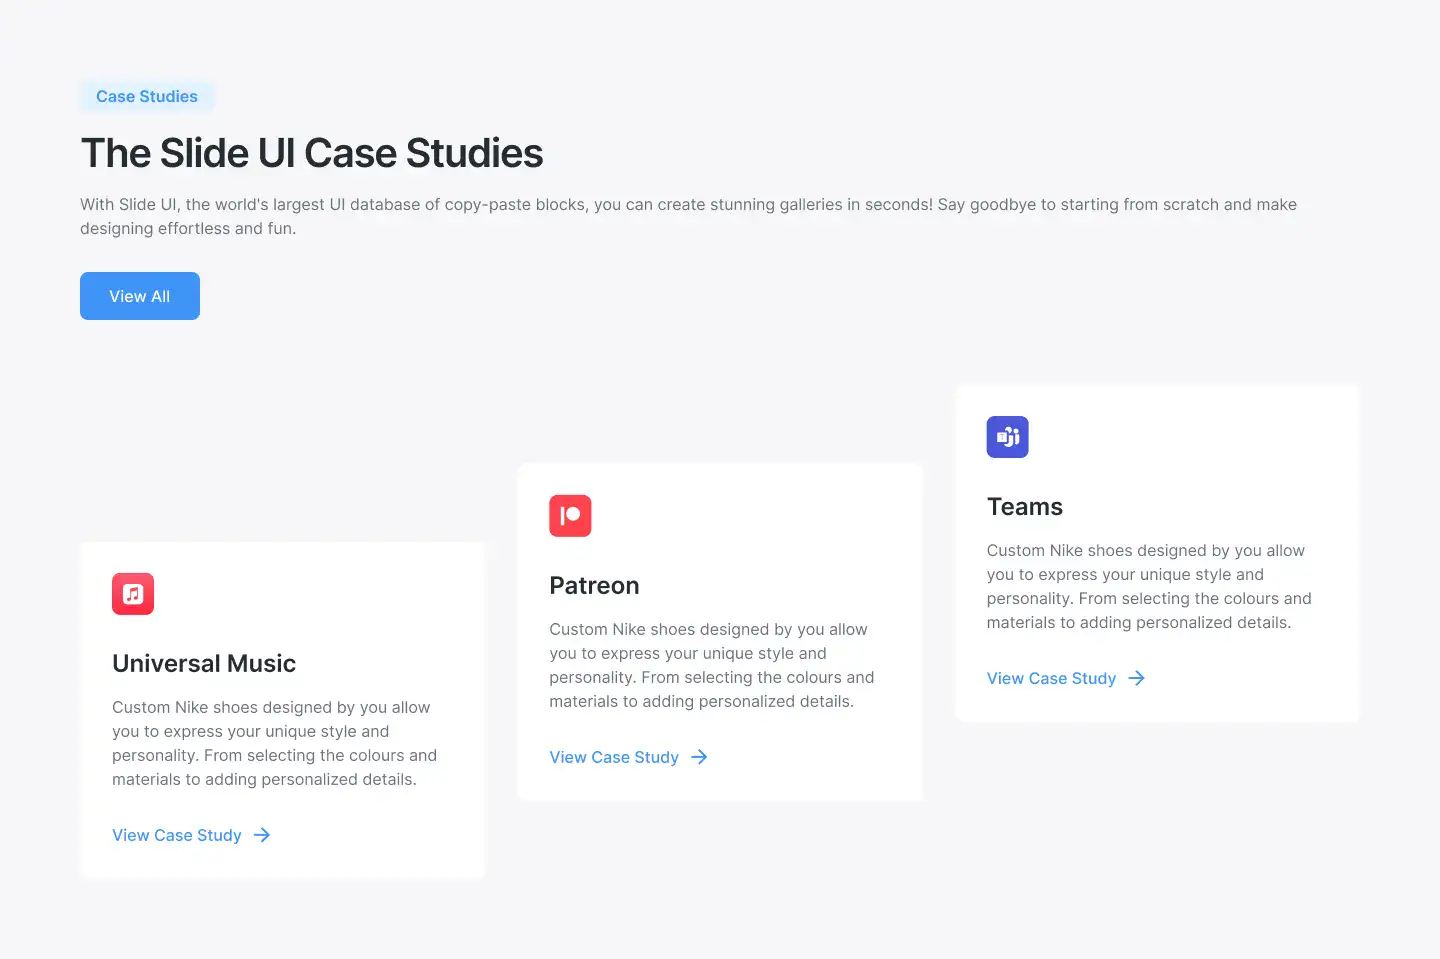 Case Studies
The Slide UI Case Studies
With Slide UI, the world's largest UI database of copy-paste blocks, you can create stunning galleries in seconds! Say goodbye to starting from scratch and make
designing effortless and fun.
View All
Universal Music
Custom Nike shoes designed by you allow
you to express your unique style and
personality. From selecting the colours and
materials to adding personalized details.
View Case Study
Patreon
Custom Nike shoes designed by you allow
you to express your unique style and
personality. From selecting the colours and
materials to adding personalized details.
View Case Study
Teams
Custom Nike shoes designed by you allow
you to express your unique style and
personality. From selecting the colours and
materials to adding personalized details.
View Case Study